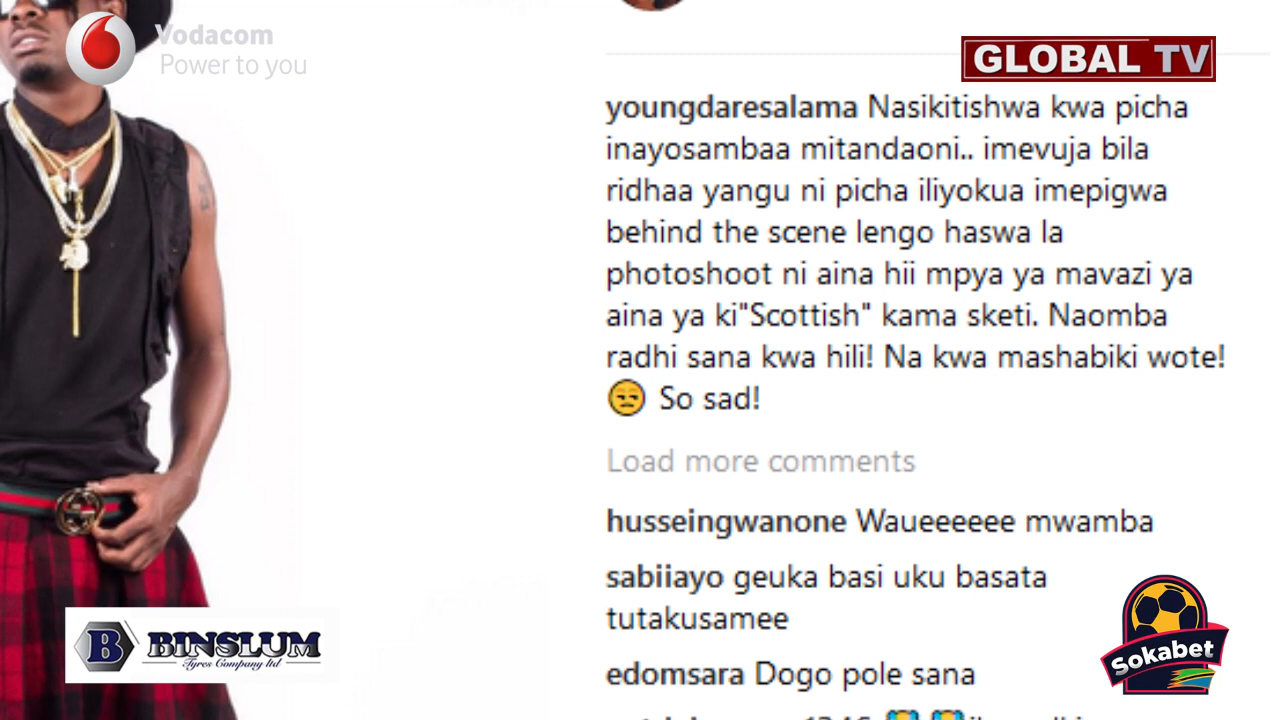 Vodacom
Power to you
GLOBAL TV
youngdaresalama Nasikitishwa kwa picha
inayosambaa mitandaoni.. imevuja bila
ridhaa yangu ni picha iliyokua imepigwa
behind the scene lengo haswa la
photoshoot ni aina hii mpya ya mavazi ya
aina ya ki"Scottish" kama sketi. Naomba
radhi sana kwa hili! Na kwa mashabiki wote!
😒 So sad!
Load more comments
husseingwanone Waueeeeee mwamba
sabiiayo geuka basi uku basata
tutakusamee
edomsara Dogo pole sana
B BINSLUM
Tyres Company ltd
Sokabet